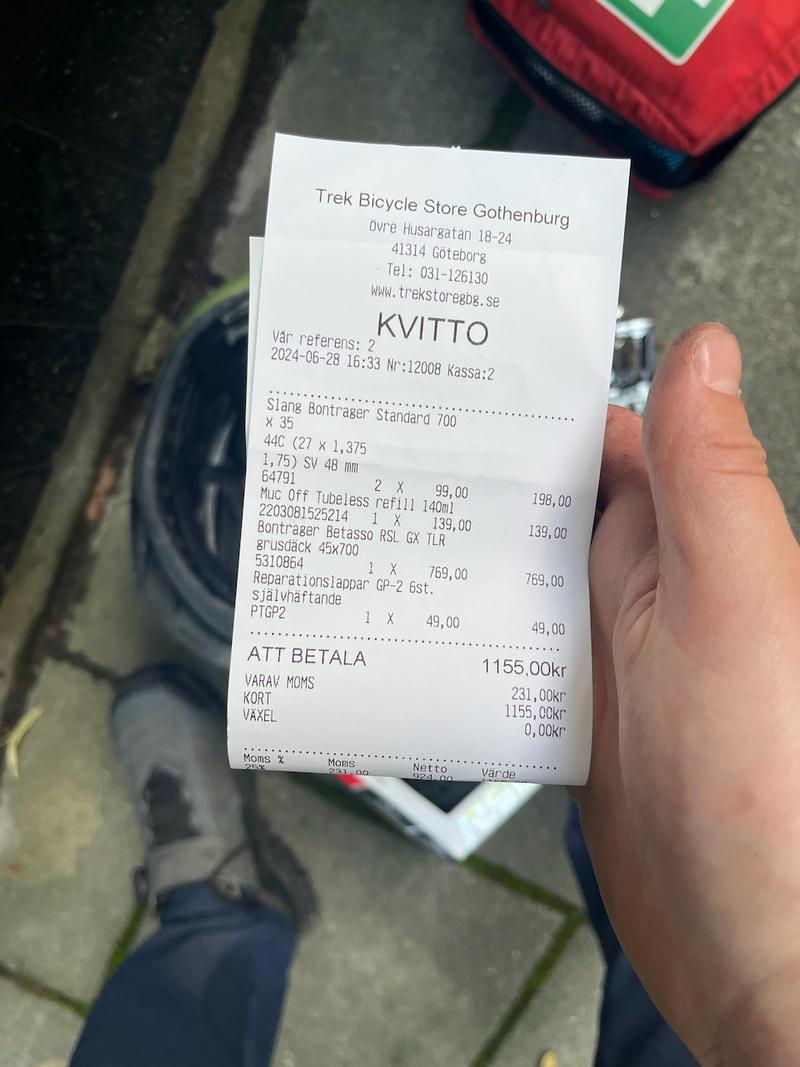 Trek Bicycle Store Gothenburg
övre Husargatan 18-24
41314 Göteborg
Tel: 031-126130
www.trekstoregbg.se
KVITTO
Vår referens: 2
2024-06-28 16:33 Nr:12008 Kassa:2
Slang Bontrager Standard 700
x 35
44C (27 x 1,375
1,75) SV 48 mm
64791 2 X 99,00 198,00
Muc Off Tubeless refill 140ml
2203081525214 1 X 139,00 139,00
Bontrager Betasso RSL GX TLR
grusdäck 45x700
5310864 1 X 769,00 769,00
Reparationslappar GP-2 6st.
självhäftande
PTGP2 1 X 49,00 49,00
ATT BETALA 1155,00kr
VARAV MOMS 231,00kr
KORT 1155,00kr
VÄXEL 0,00kr
Moms % Moms Netto Värde
25% 231,00 924,00